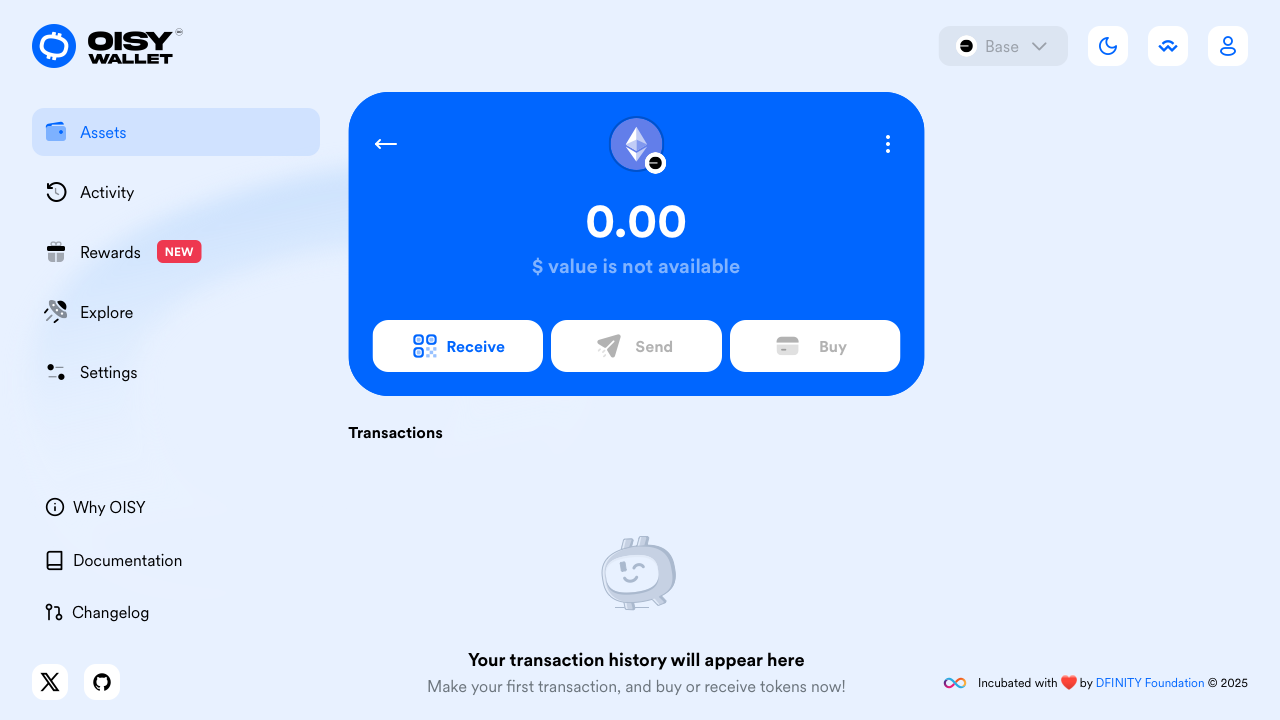 OISY
WALLET
Base
Assets
Activity
Rewards NEW
Explore
Settings
Why OISY
Documentation
Changelog
0.00
$ value is not available
Receive
Send
Buy
Transactions
Your transaction history will appear here
Make your first transaction, and buy or receive tokens now!
Incubated with ❤️ by DFINITY Foundation © 2025